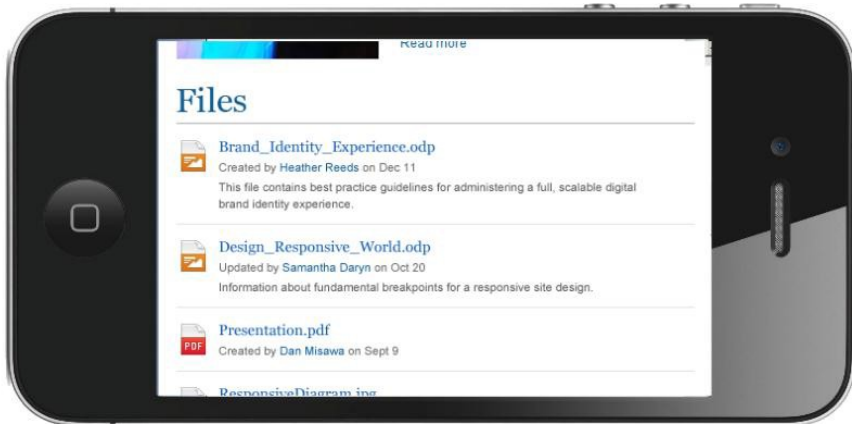 Read more
Files
Brand_Identity_Experience.odp
Created by Heather Reeds on Dec 11
This file contains best practice guidelines for administering a full, scalable digital
brand identity experience.
Design_Responsive_World.odp
Updated by Samantha Daryn on Oct 20
Information about fundamental breakpoints for a responsive site design.
PDF
Presentation.pdf
Created by Dan Misawa on Sept 9
ResponsiveDiagram.jpg